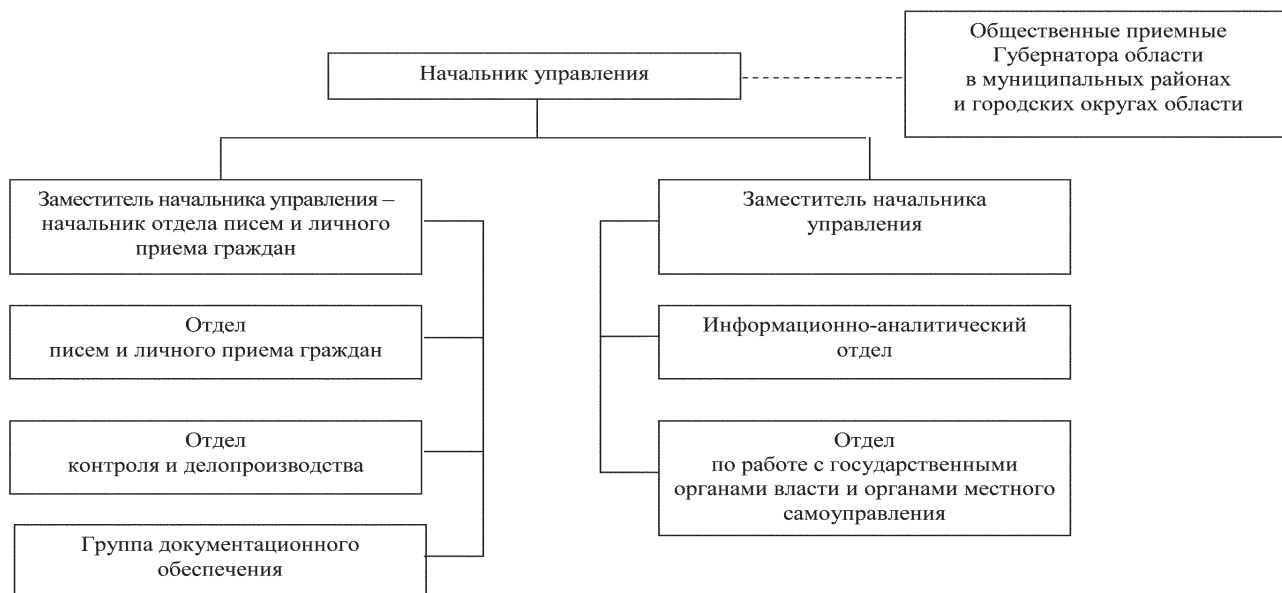 Начальник управления
Общественные приемные
Губернатора области
в муниципальных районах
и городских округах области
Заместитель начальника управления –
начальник отдела писем и личного
приема граждан
Заместитель начальника
управления
Отдел
писем и личного приема граждан
Информационно-аналитический
отдел
Отдел
контроля и делопроизводства
Отдел
по работе с государственными
органами власти и органами местного
самоуправления
Группа документационного
обеспечения